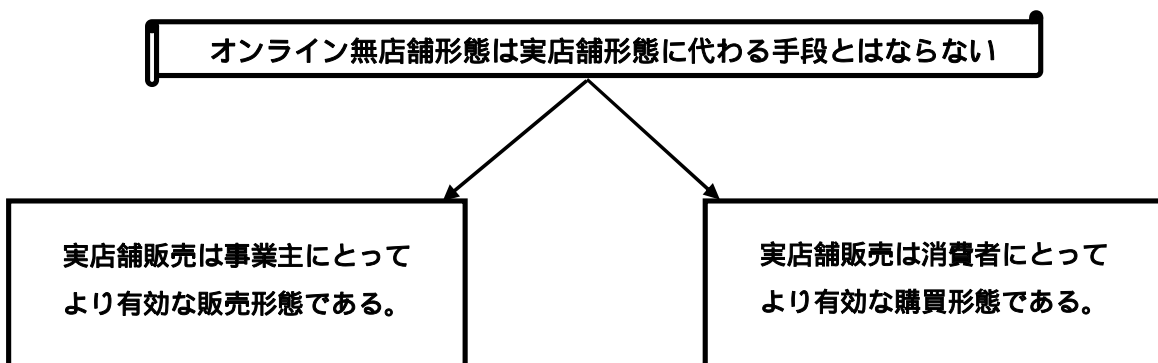 オンライン無店舗形態は実店舗形態に代わる手段とはならない
実店舗販売は事業主にとって
より有効な販売形態である。
実店舗販売は消費者にとって
より有効な購買形態である。